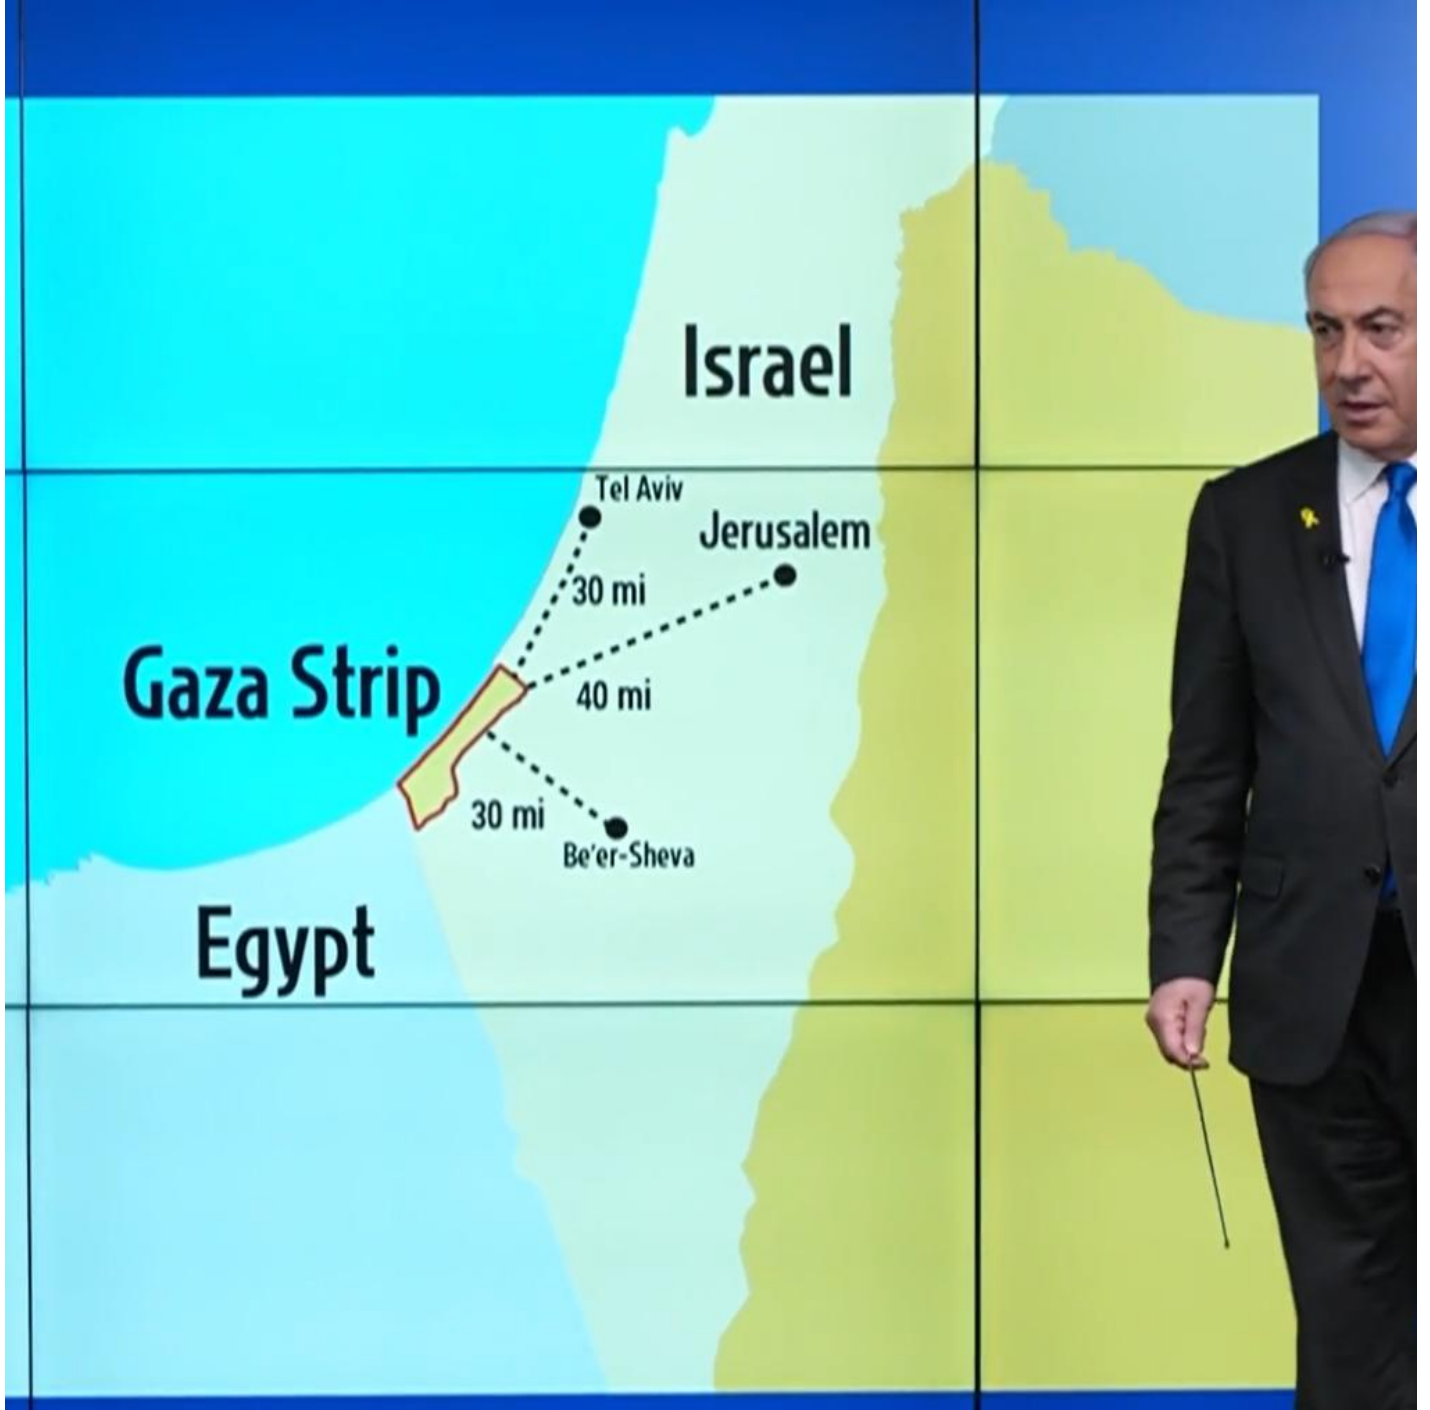 Israel
Tel Aviv
Jerusalem
30 mi
Gaza Strip
40 mi
30 mi
Be'er-Sheva
Egypt